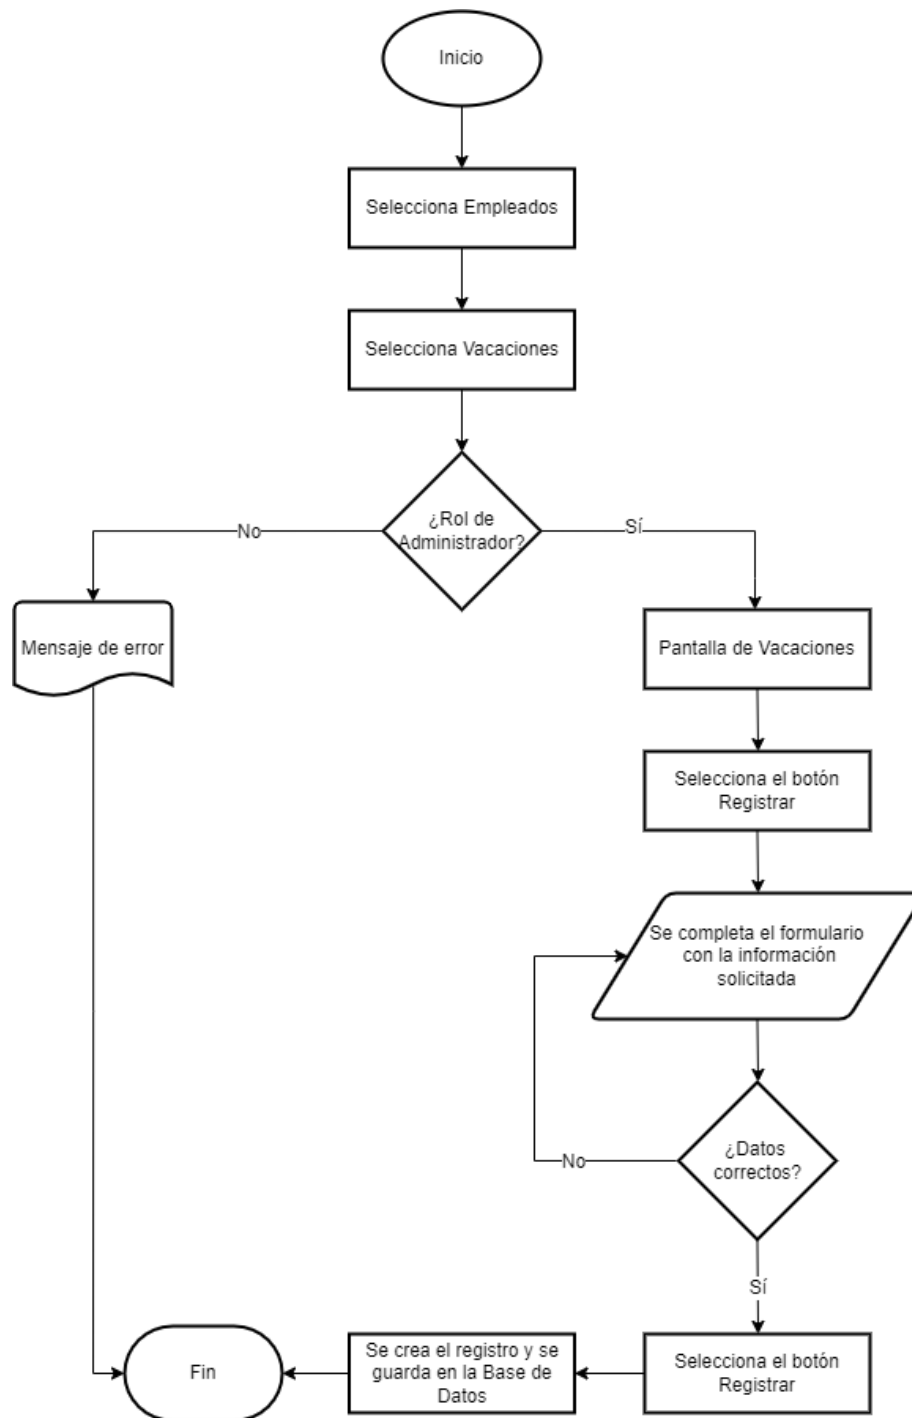 Inicio
Selecciona Empleados
Selecciona Vacaciones
¿Rol de
Administrador?
No
Sí
Mensaje de error
Pantalla de Vacaciones
Selecciona el botón
Registrar
Se completa el formulario
con la información
solicitada
¿Datos
correctos?
No
Sí
Selecciona el botón
Registrar
Se crea el registro y se
guarda en la Base de
Datos
Fin